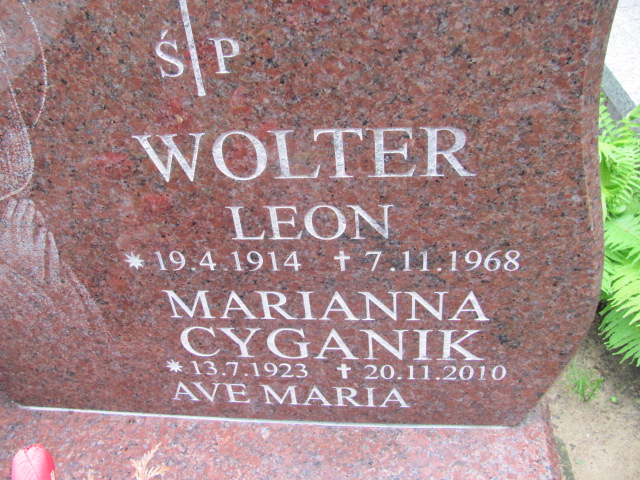 Ś P
WOLTER
LEON
* 19.4.1914 † 7.11.1968
MARIANNA
CYGANIK
* 13.7.1923 † 20.11.2010
AVE MARIA